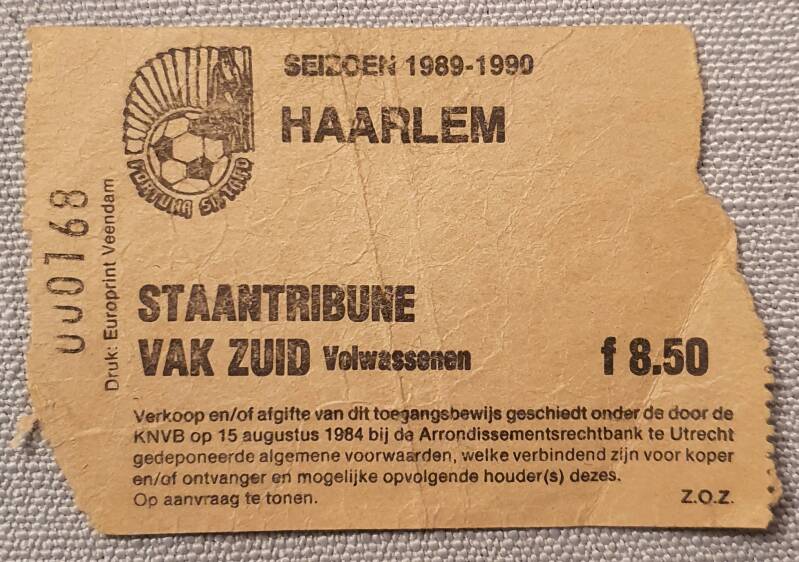 SEIZOEN 1989-1990
HAARLEM
FORTUNA SITTARD
000168
Druk: Europrint Veendam
STAANTRIBUNE
VAK ZUID Volwassenen f 8.50
Verkoop en/of afgifte van dit toegangsbewijs geschiedt onder de door de
KNVB op 15 augustus 1984 bij de Arrondissementsrechtbank te Utrecht
gedeponeerde algemene voorwaarden, welke verbindend zijn voor koper
en/of ontvanger en mogelijke opvolgende houder(s) dezes.
Op aanvraag te tonen. Z.O.Z.